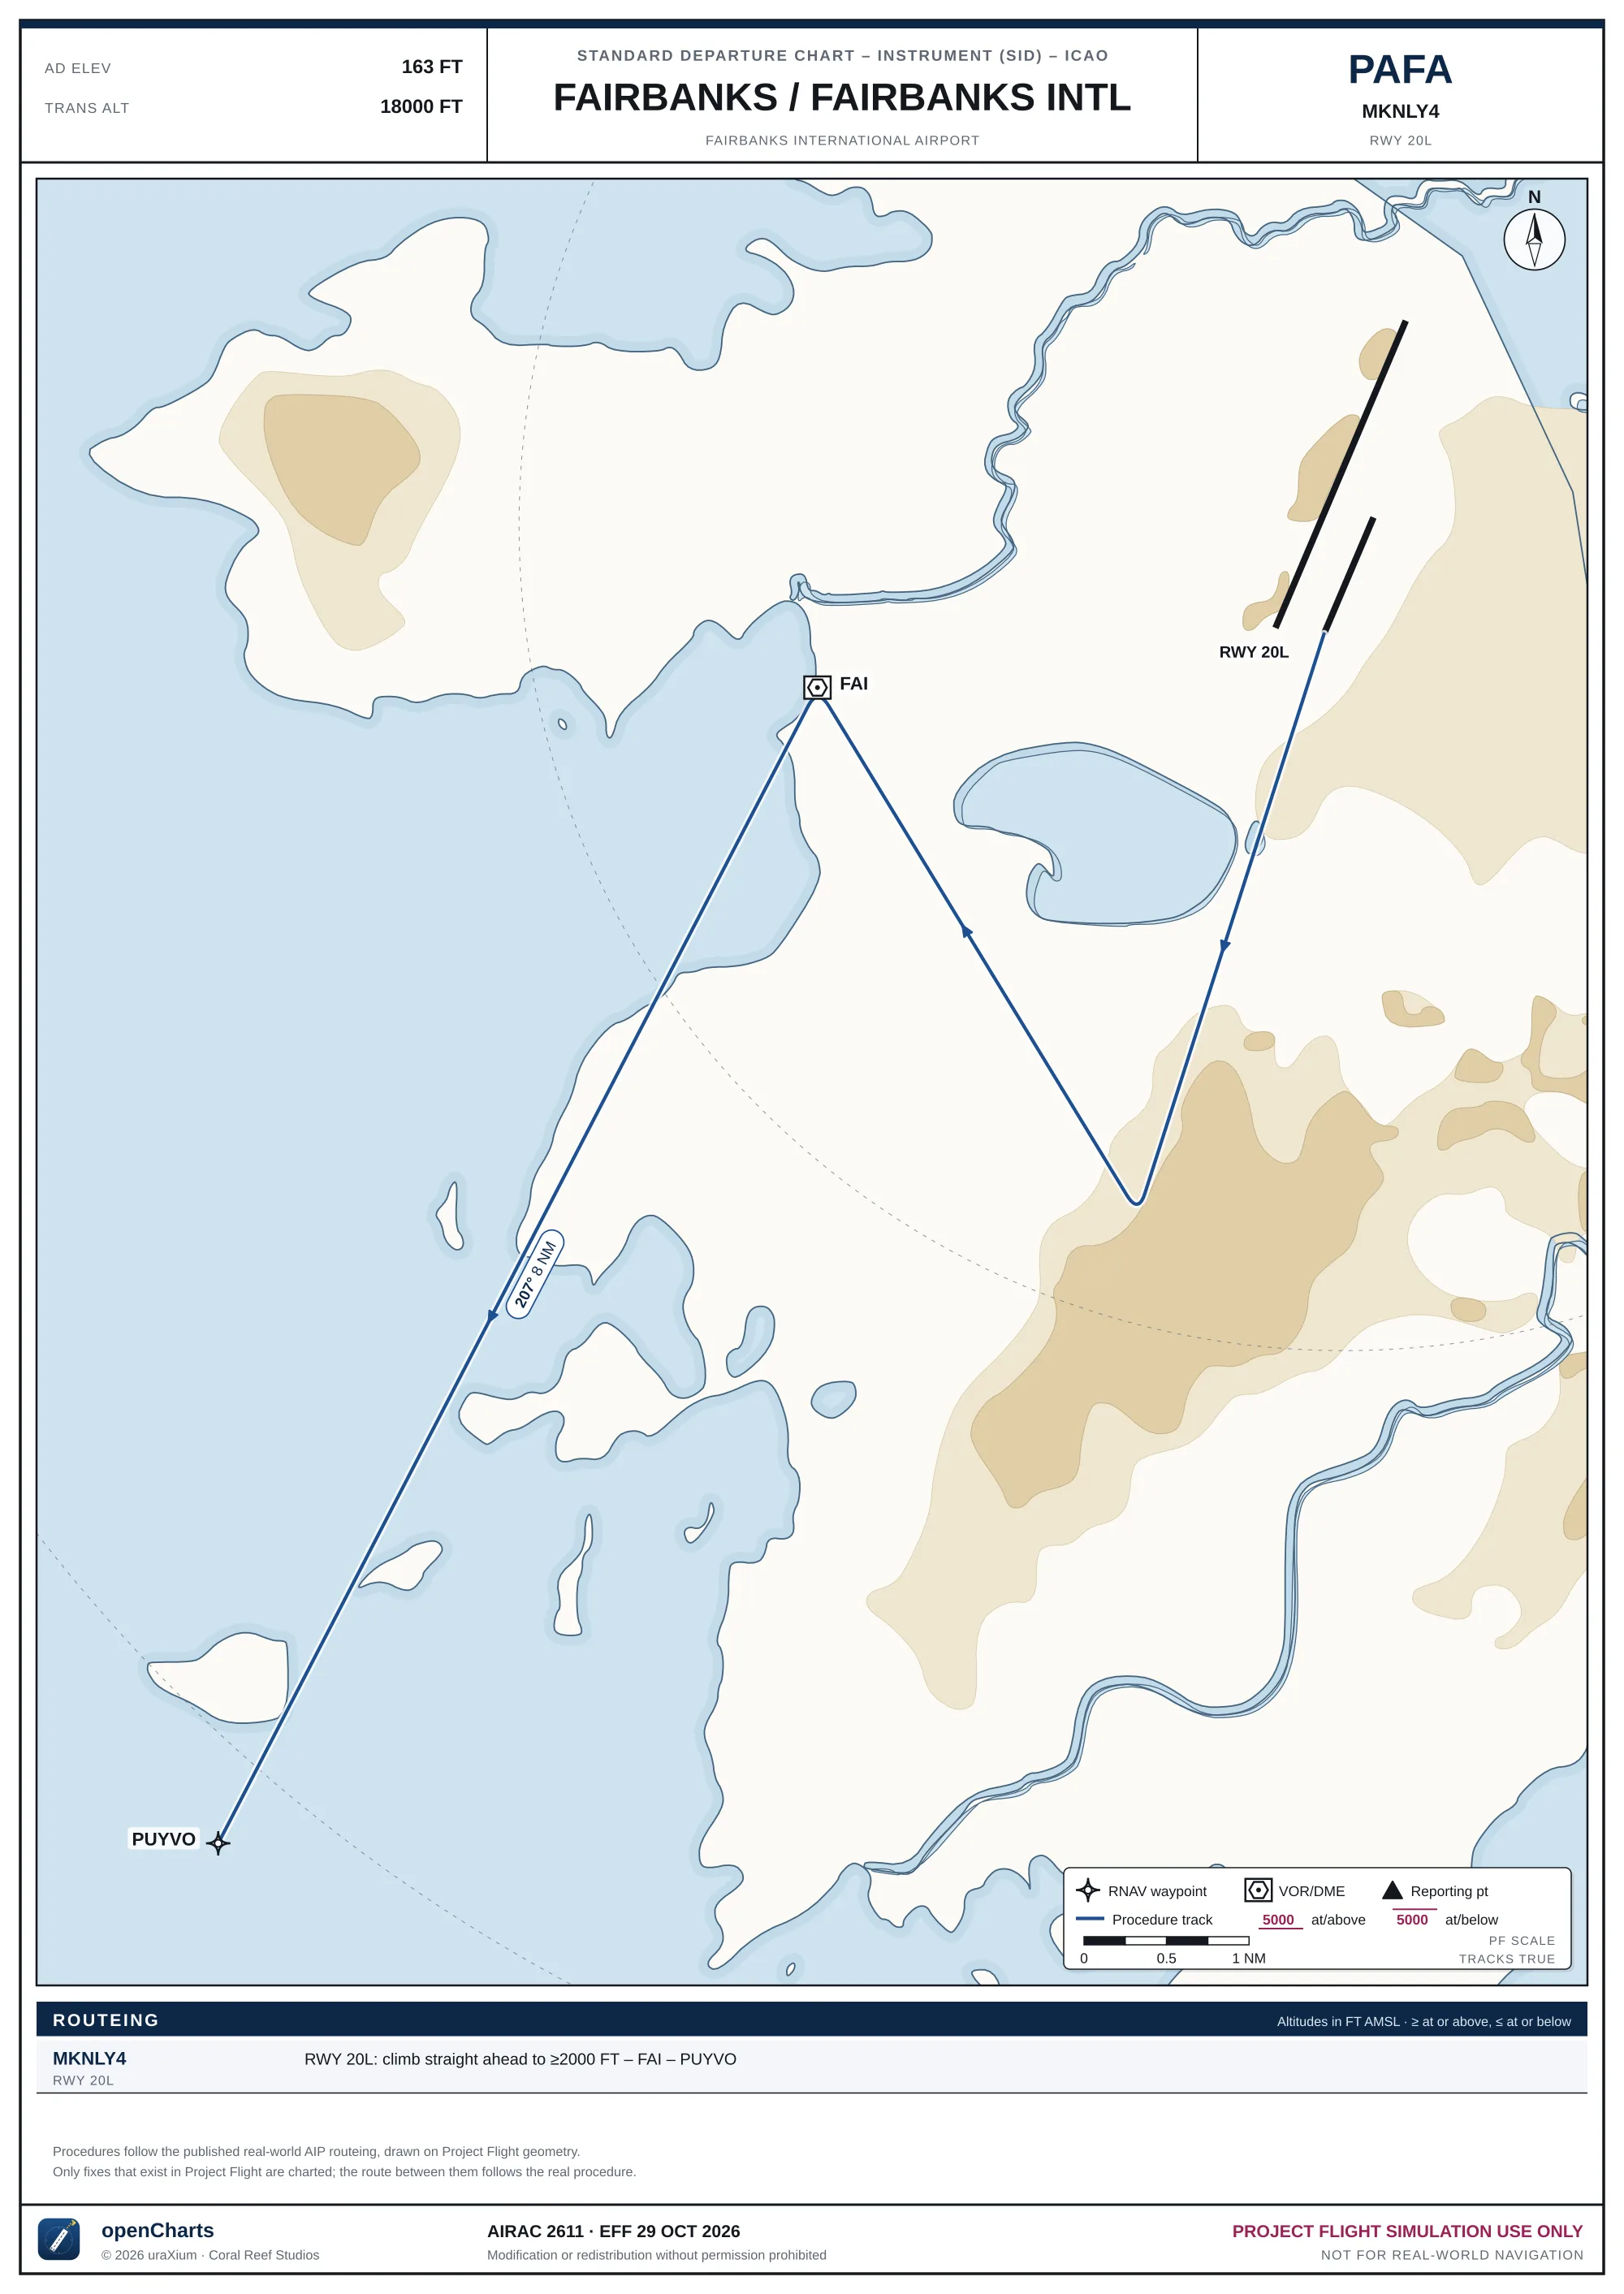 AD ELEV 163 FT
TRANS ALT 18000 FT
STANDARD DEPARTURE CHART – INSTRUMENT (SID) – ICAO
FAIRBANKS / FAIRBANKS INTL
FAIRBANKS INTERNATIONAL AIRPORT
PAFA
MKNLY4
RWY 20L
N
RWY 20L
FAI
207° 8 NM
PUYVO
RNAV waypoint VOR/DME Reporting pt
Procedure track 5000 at/above 5000 at/below
PF SCALE
0 0.5 1 NM TRACKS TRUE
ROUTEING Altitudes in FT AMSL · ≥ at or above, ≤ at or below
MKNLY4 RWY 20L: climb straight ahead to ≥2000 FT – FAI – PUYVO
RWY 20L
Procedures follow the published real-world AIP routeing, drawn on Project Flight geometry.
Only fixes that exist in Project Flight are charted; the route between them follows the real procedure.
openCharts AIRAC 2611 · EFF 29 OCT 2026 PROJECT FLIGHT SIMULATION USE ONLY
© 2026 uraXium · Coral Reef Studios Modification or redistribution without permission prohibited NOT FOR REAL-WORLD NAVIGATION